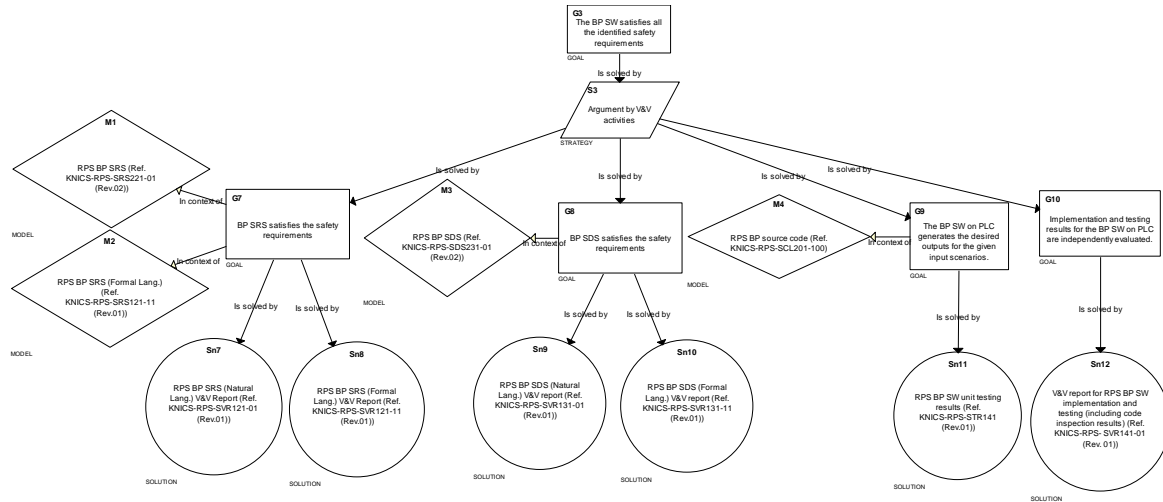 G3
The BP SW satisfies all
the identified safety
requirements
GOAL
Is solved by
S3
Argument by V&V
activities
STRATEGY
Is solved by
Is solved by
Is solved by
Is solved by
M1
RPS BP SRS (Ref.
KNICS-RPS-SRS221-01
(Rev.02))
MODEL
In context of
M2
RPS BP SRS (Formal Lang.)
(Ref.
KNICS-RPS-SRS121-11
(Rev.01))
MODEL
In context of
G7
BP SRS satisfies the safety
requirements
GOAL
M3
RPS BP SDS (Ref.
KNICS-RPS-SDS231-01
(Rev.02))
MODEL
In context of
G8
BP SDS satisfies the safety
requirements
GOAL
M4
RPS BP source code (Ref.
KNICS-RPS-SCL201-100)
MODEL
In context of
G9
The BP SW on PLC
generates the desired
outputs for the given
input scenarios.
GOAL
G10
Implementation and testing
results for the BP SW on PLC
are independently evaluated.
GOAL
Is solved by
Is solved by
Is solved by
Is solved by
Is solved by
Is solved by
Sn7
RPS BP SRS (Natural
Lang.) V&V Report (Ref.
KNICS-RPS-SVR121-01
(Rev.01))
SOLUTION
Sn8
RPS BP SRS (Formal
Lang.) V&V Report (Ref.
KNICS-RPS-SVR121-11
(Rev.01))
SOLUTION
Sn9
RPS BP SDS (Natural
Lang.) V&V report (Ref.
KNICS-RPS-SVR131-01
(Rev.01))
SOLUTION
Sn10
RPS BP SDS (Formal
Lang.) V&V report (Ref.
KNICS-RPS-SVR131-11
(Rev.01))
SOLUTION
Sn11
RPS BP SW unit testing
results (Ref.
KNICS-RPS-STR141
(Rev.01))
SOLUTION
Sn12
V&V report for RPS BP SW
implementation and
testing (including code
inspection results) (Ref.
KNICS-RPS- SVR141-01
(Rev. 01))
SOLUTION